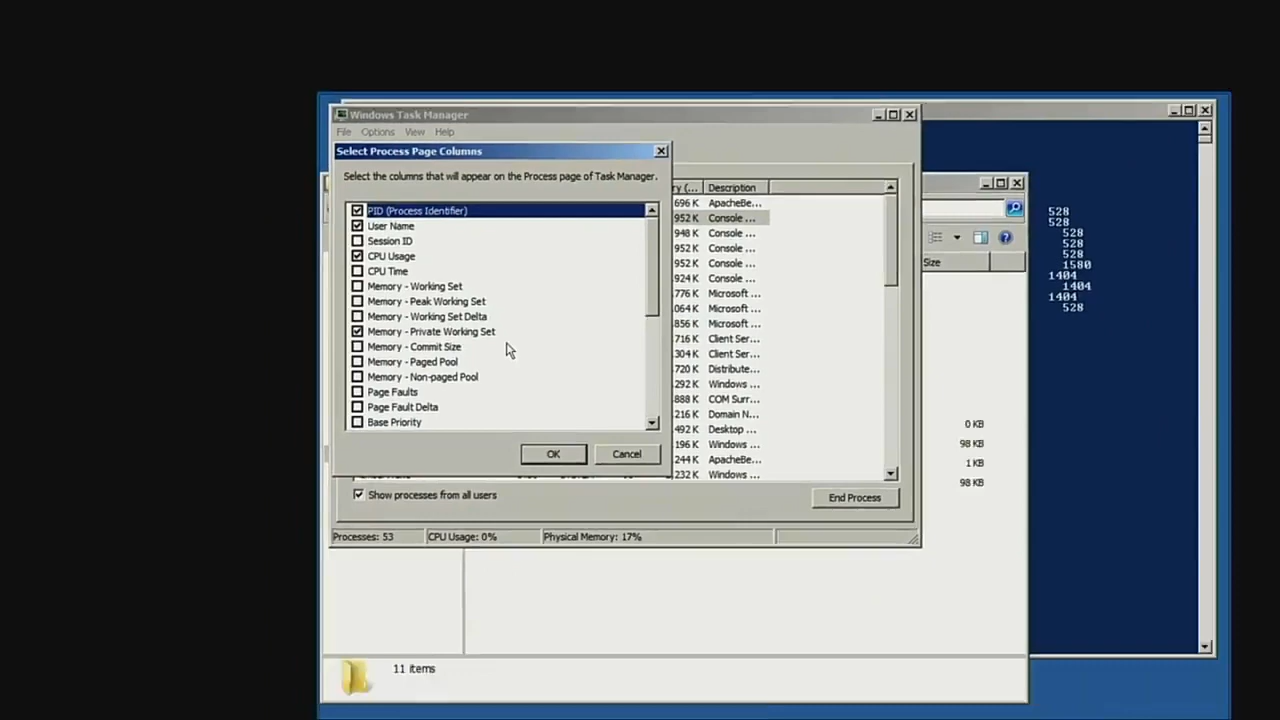 Windows Task Manager
File Options View Help
Select Process Page Columns
Select the columns that will appear on the Process page of Task Manager.
PID (Process Identifier)
User Name
Session ID
CPU Usage
CPU Time
Memory - Working Set
Memory - Peak Working Set
Memory - Working Set Delta
Memory - Private Working Set
Memory - Commit Size
Memory - Paged Pool
Memory - Non-paged Pool
Page Faults
Page Fault Delta
Base Priority
OK Cancel
ry (... Description
696 K ApacheBe...
952 K Console ...
948 K Console ...
952 K Console ...
952 K Console ...
924 K Console ...
776 K Microsoft ...
064 K Microsoft ...
856 K Microsoft ...
716 K Client Ser...
304 K Client Ser...
720 K Distribute...
292 K Windows ...
888 K COM Surr...
216 K Domain N...
492 K Desktop ...
196 K Windows ...
244 K ApacheBe...
232 K Windows ...
Show processes from all users
End Process
Processes: 53 CPU Usage: 0% Physical Memory: 17%
Size
0 KB
98 KB
1 KB
98 KB
11 items
528
528
528
528
528
1580
1404
1404
1404
528